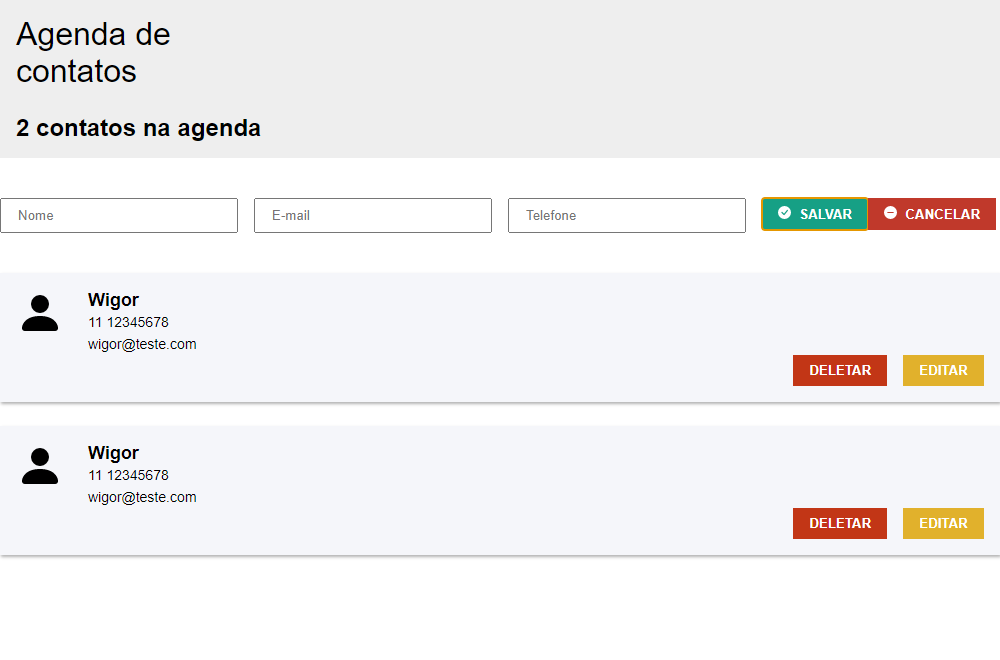 Agenda de
contatos
2 contatos na agenda
Nome E-mail Telefone SALVAR CANCELAR
Wigor
11 12345678
wigor@teste.com
DELETAR EDITAR
Wigor
11 12345678
wigor@teste.com
DELETAR EDITAR